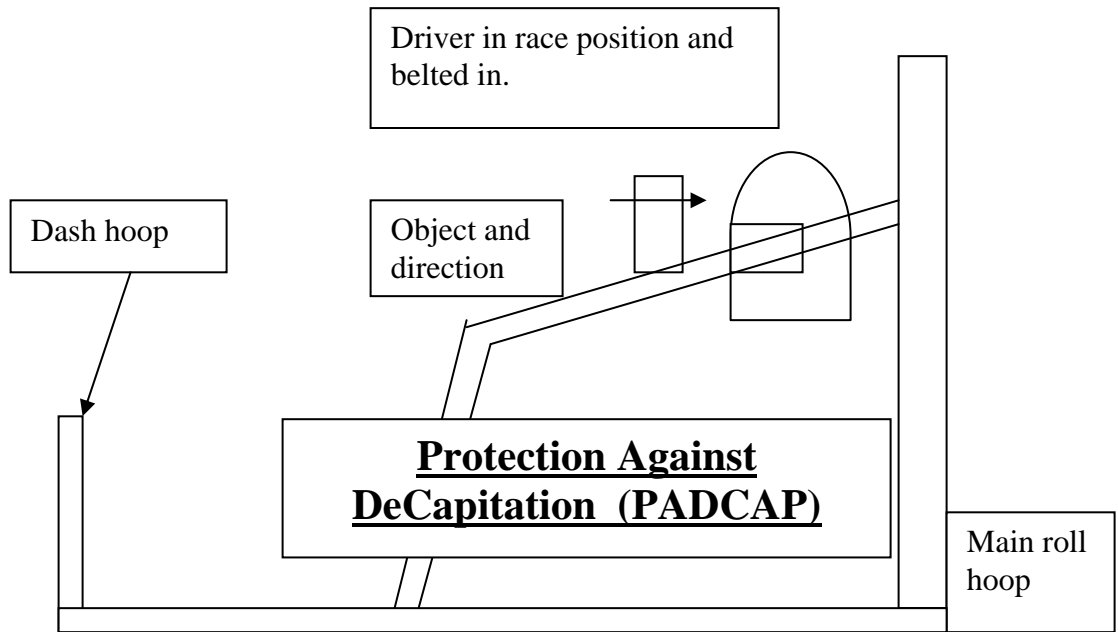 Driver in race position and
belted in.
Dash hoop
Object and
direction
Protection Against
DeCapitation  (PADCAP)
Main roll
hoop